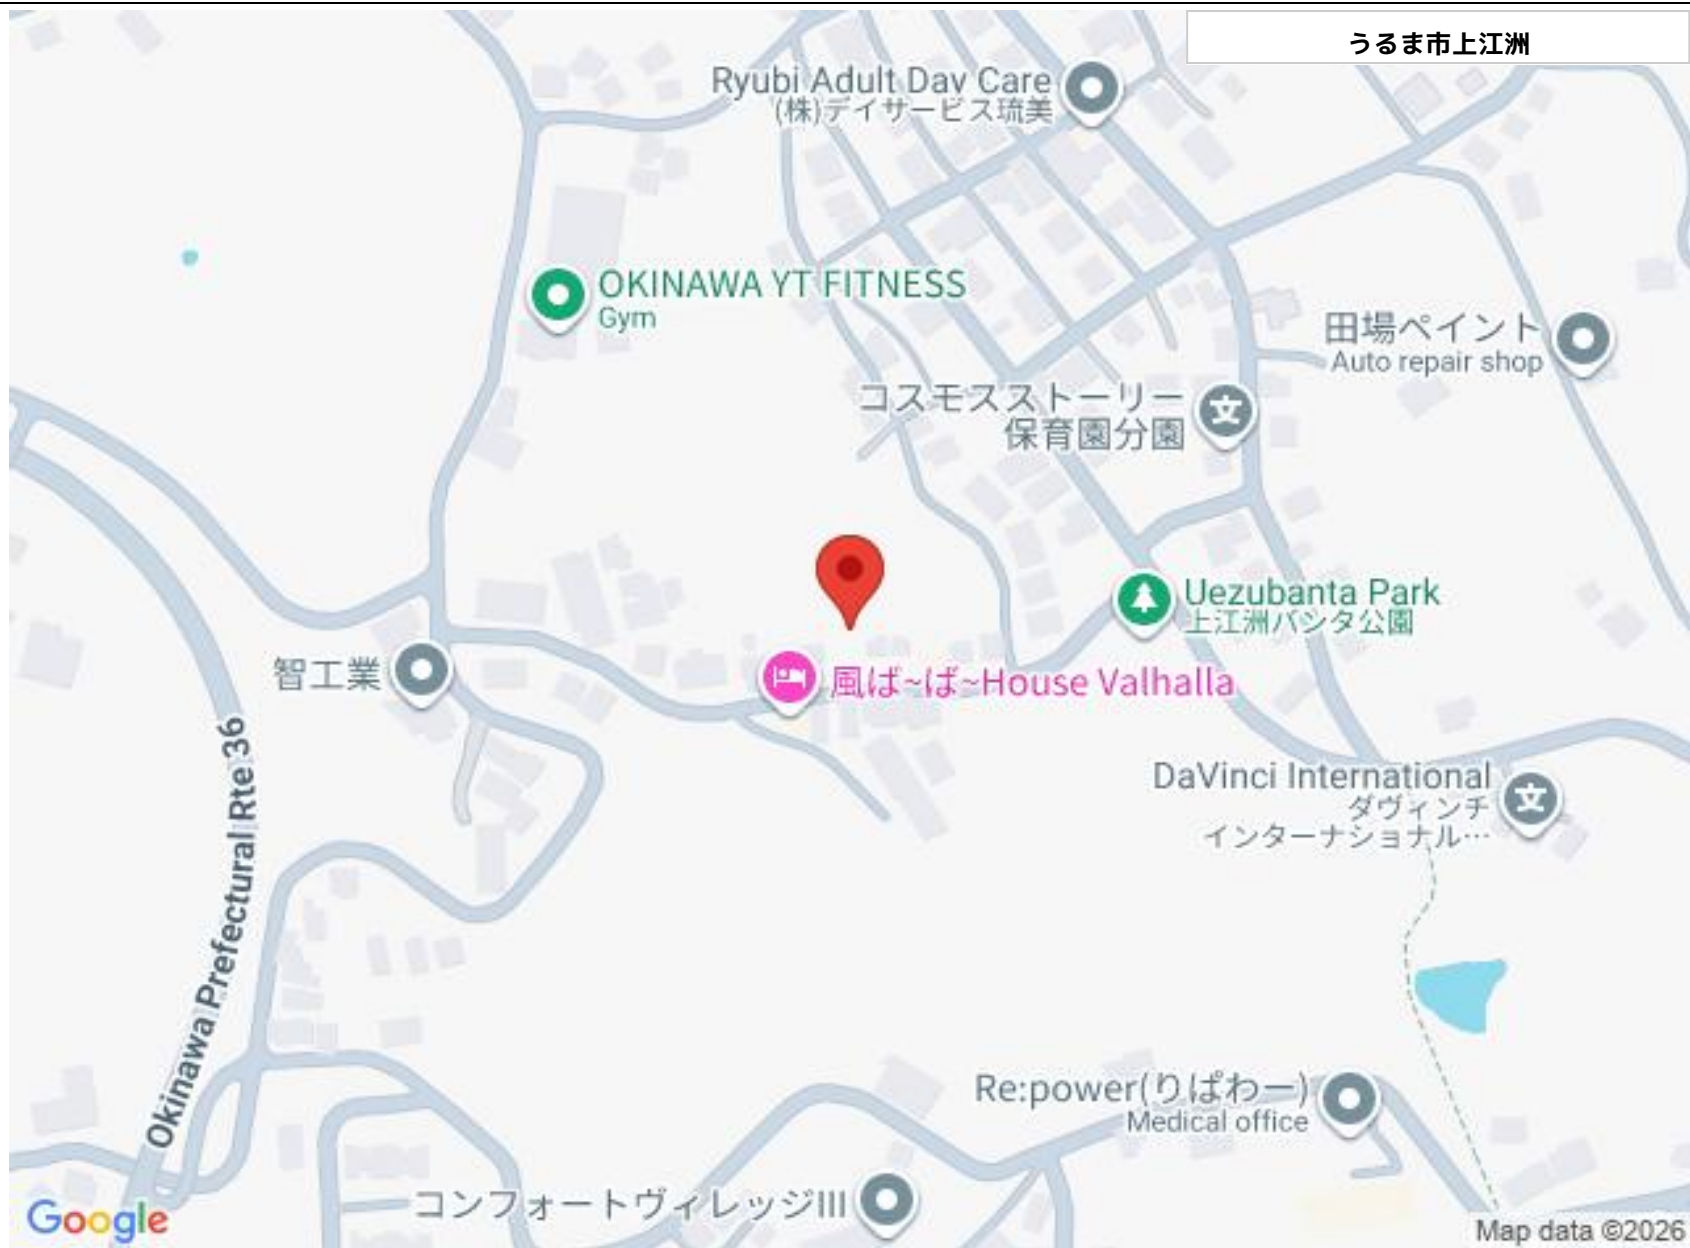 うるま市上江洲
Ryubi Adult Day Care
(株)デイサービス琉美
OKINAWA YT FITNESS
Gym
田場ペイント
Auto repair shop
コスモスストーリー
保育園分園
Uezubanta Park
上江洲バンタ公園
智工業
風ば~ば~House Valhalla
Okinawa Prefectural Rte 36
DaVinci International
ダヴィンチ
インターナショナル…
Re:power(りぱわー)
Medical office
コンフォートヴィレッジIII
Google
Map data ©2026